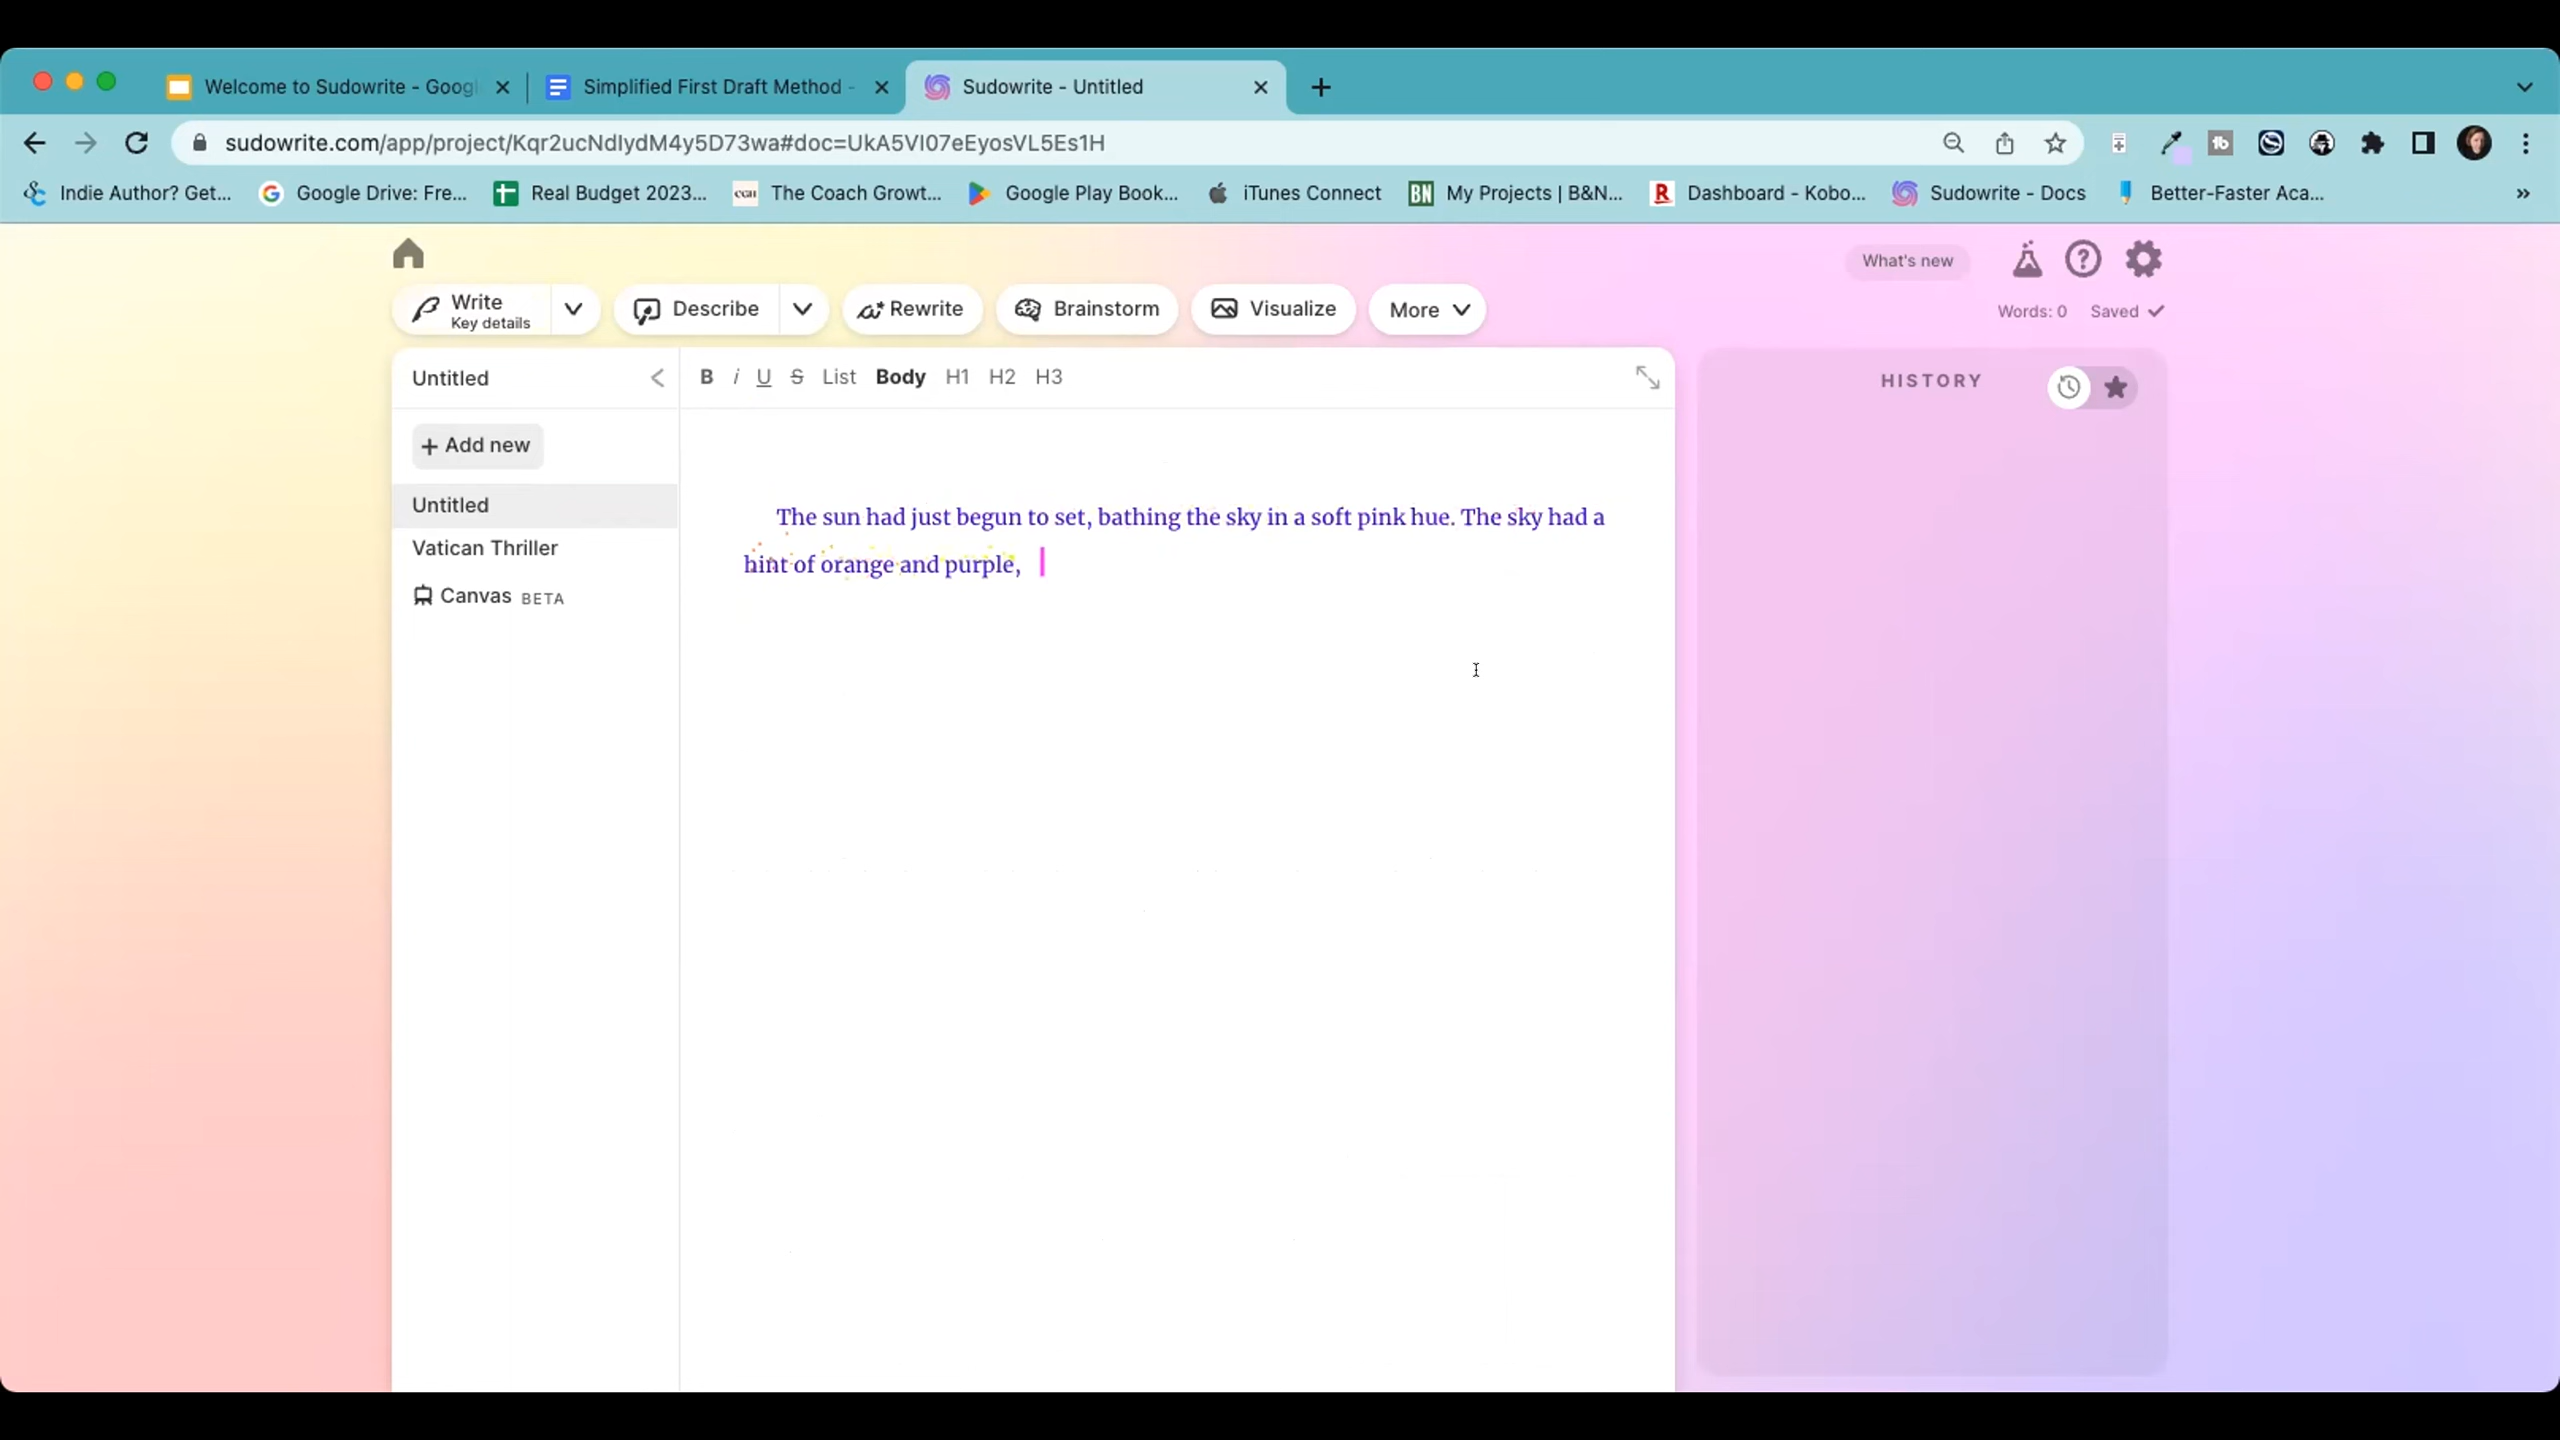 Welcome to Sudowrite - Googl
Simplified First Draft Method -
Sudowrite - Untitled
sudowrite.com/app/project/Kqr2ucNdIydM4y5D73wa#doc=UkA5VI07eEyosVL5Es1H
Indie Author? Get...
Google Drive: Fre...
Real Budget 2023...
The Coach Growt...
Google Play Book...
iTunes Connect
BN My Projects | B&N...
R Dashboard - Kobo...
Sudowrite - Docs
Better-Faster Aca...
»
What's new
Write
Key details
Describe
Rewrite
Brainstorm
Visualize
More
Words: 0 Saved
Untitled
B i U S List Body H1 H2 H3
HISTORY
+ Add new
Untitled
Vatican Thriller
Canvas BETA
The sun had just begun to set, bathing the sky in a soft pink hue. The sky had a
hint of orange and purple,